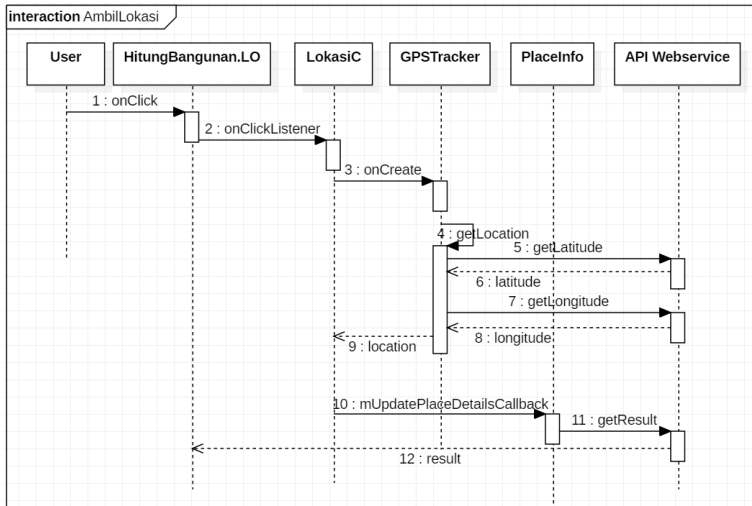 interaction AmbilLokasi
User
HitungBangunan.LO
LokasiC
GPSTracker
PlaceInfo
API Webservice
1 : onClick
2 : onClickListener
3 : onCreate
4 : getLocation
5 : getLatitude
6 : latitude
7 : getLongitude
8 : longitude
9 : location
10 : mUpdatePlaceDetailsCallback
11 : getResult
12 : result